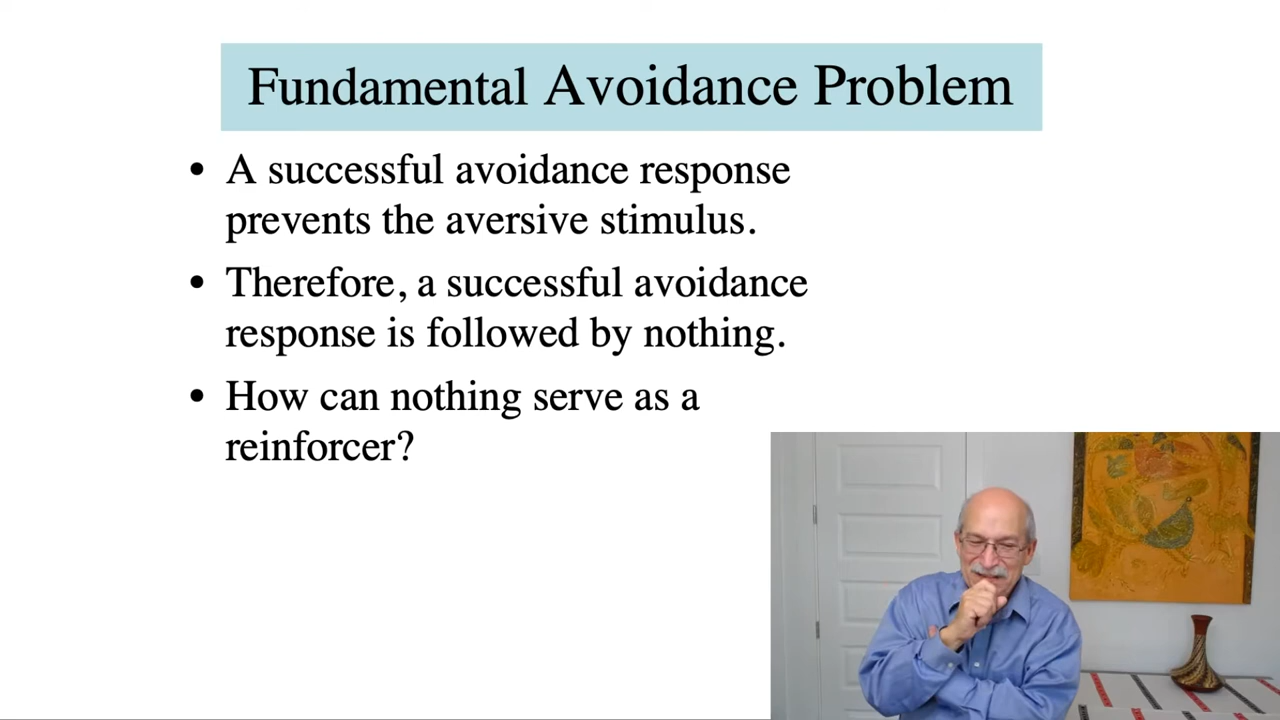 Fundamental Avoidance Problem
• A successful avoidance response
prevents the aversive stimulus.
• Therefore, a successful avoidance
response is followed by nothing.
• How can nothing serve as a
reinforcer?